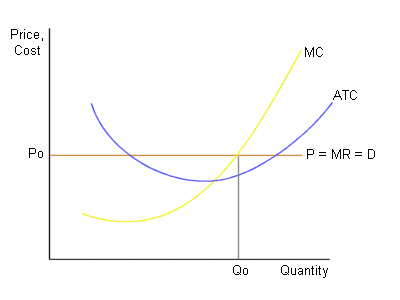 Price,
Cost
MC
ATC
Po
P = MR = D
Qo
Quantity